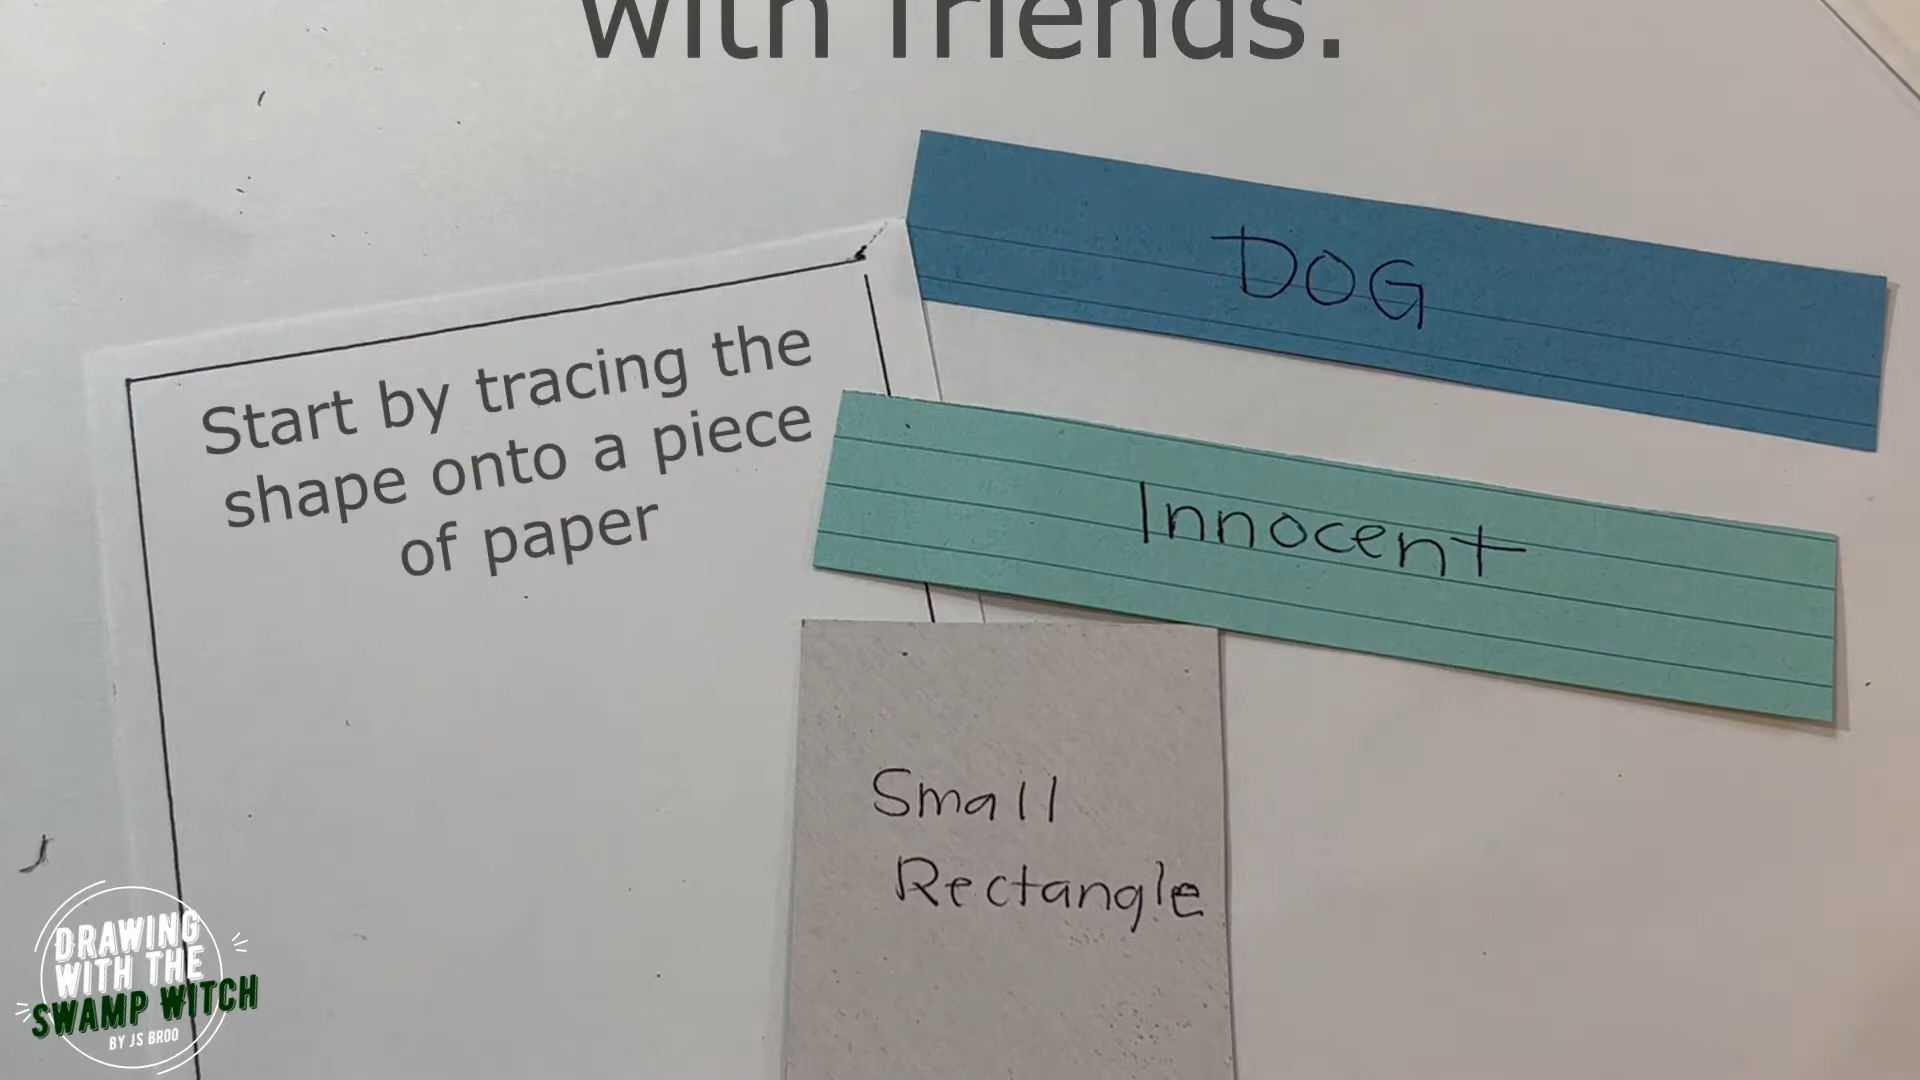 with friends.
DOG
Start by tracing the
shape onto a piece
of paper
Innocent
Small
Rectangle
DRAWING
WITH THE
SWAMP WITCH
BY JS BROO